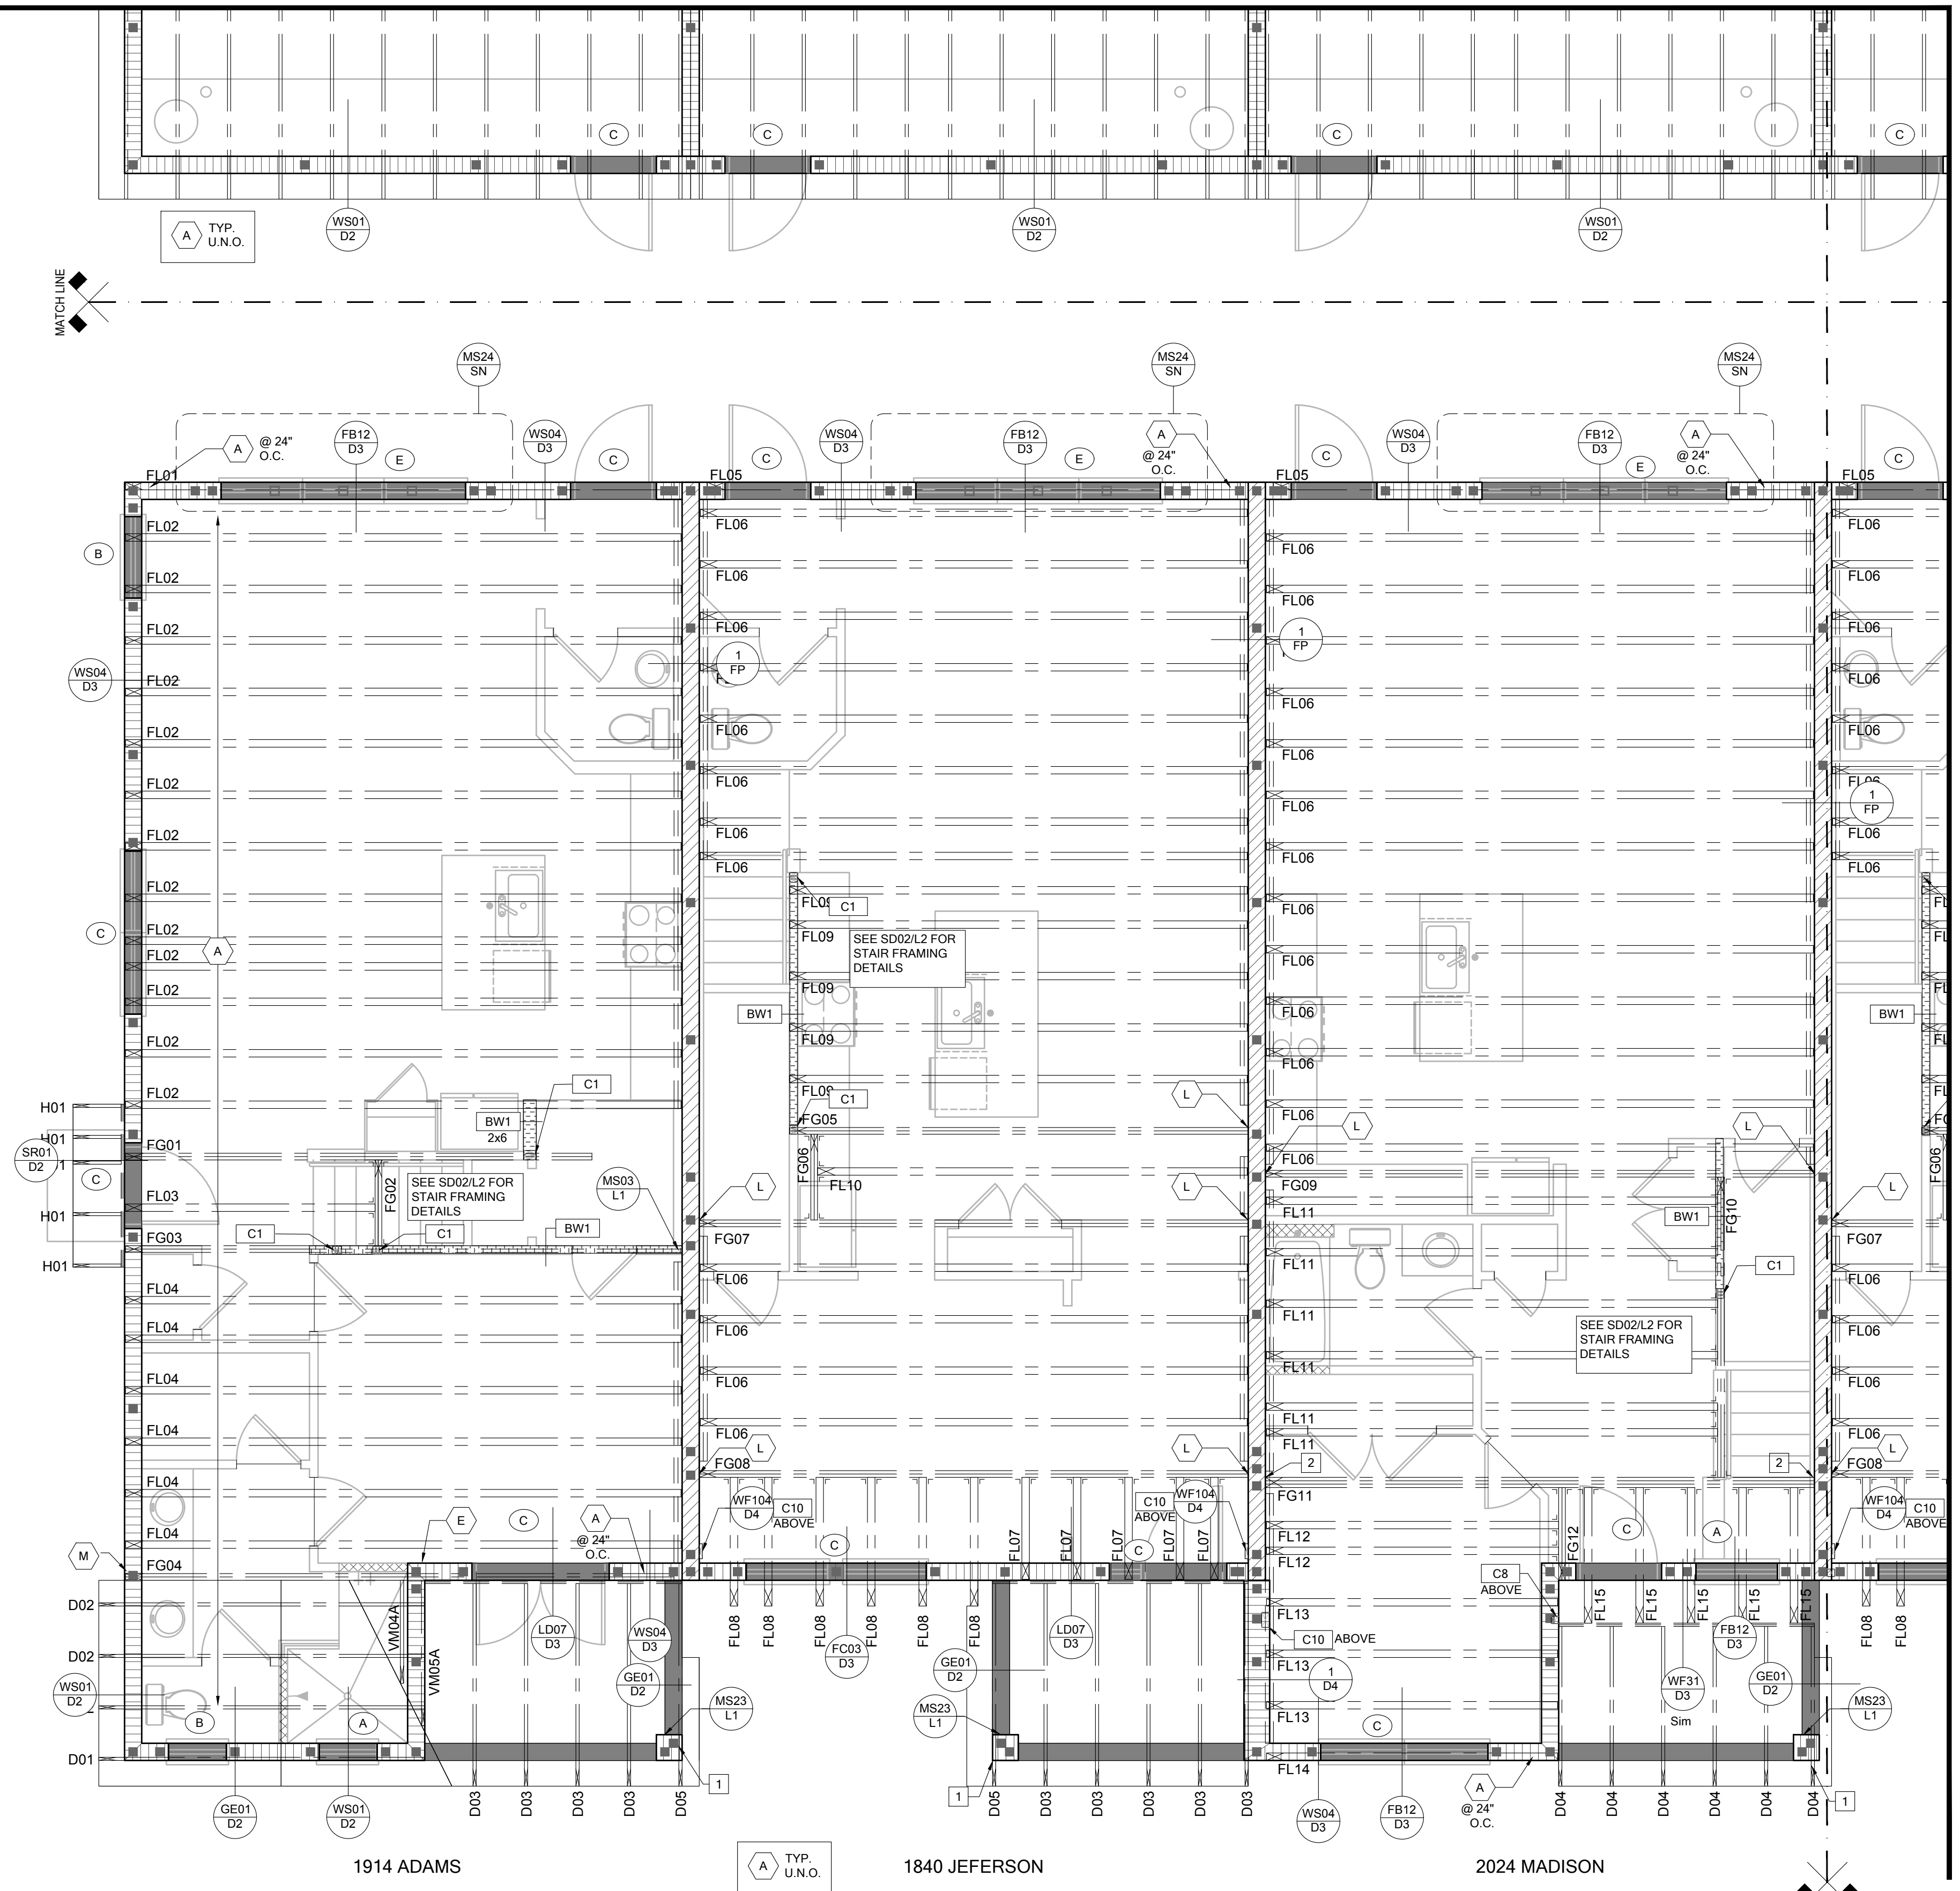 C
C
C
C
A
TYP.
U.N.O.
WS01
D2
WS01
D2
WS01
D2
MATCH LINE
MS24
SN
MS24
SN
MS24
SN
A
@ 24"
O.C.
FB12
D3
E
WS04
D3
C
C
WS04
D3
FB12
D3
E
A
@ 24"
O.C.
C
WS04
D3
FB12
D3
E
A
@ 24"
O.C.
C
FL01
FL05
FL05
FL05
B
C
WS04
D3
A
FL02
FL02
FL02
FL02
FL02
FL02
FL02
FL02
FL02
FL02
FL02
FL02
FL02
FG01
FL03
FG03
FL04
FL04
FL04
FL04
FL04
FL04
FG04
H01
H01
H01
H01
SR01
D2
C
C1
BW1
2x6
FG02
SEE SD02/L2 FOR
STAIR FRAMING
DETAILS
MS03
L1
C1
C1
BW1
M
E
C
A
@ 24"
O.C.
D02
D02
D01
WS01
D2
B
A
VM04A
VM05A
LD07
D3
WS04
D3
GE01
D2
MS23
L1
1
GE01
D2
WS01
D2
D03
D03
D03
D03
D05
1914 ADAMS
FL06
FL06
FL06
1
FP
FL06
FL06
FL06
FL06
FL09
C1
FL09
SEE SD02/L2 FOR
STAIR FRAMING
DETAILS
FL09
BW1
FL09
FL09
C1
FG05
FG06
FL10
L
L
L
FG07
FL06
FL06
FL06
FL06
FG08
L
L
WF104
D4
C10
ABOVE
C
FL07
FL07
FL07
FL07
FL07
C10
ABOVE
C
WF104
D4
FL08
FL08
FL08
FL08
FL08
FL08
FC03
D3
LD07
D3
GE01
D2
MS23
L1
1
D05
D03
D03
D03
D03
D03
A
TYP.
U.N.O.
1840 JEFERSON
FL06
FL06
1
FP
FL06
FL06
FL06
FL06
FL06
FL06
FL06
FL06
FL06
FL06
FL06
L
L
FG09
FL11
FL11
FL11
FL11
FL11
FL11
BW1
FG10
C1
SEE SD02/L2 FOR
STAIR FRAMING
DETAILS
2
2
FG11
FL12
FL12
FG12
C
A
C8
ABOVE
C10
ABOVE
FL13
FL13
FL13
FL14
1
D4
C
FL15
FL15
FL15
FL15
FL15
FB12
D3
WF31
D3
Sim
GE01
D2
MS23
L1
1
WS04
D3
FB12
D3
A
@ 24"
O.C.
D04
D04
D04
D04
D04
D04
2024 MADISON
FL06
FL06
FL06
FL06
FL06
1
FP
FL06
FL06
BW1
FG06
L
FG07
FL06
FL06
FL06
FL06
L
FG08
WF104
D4
C10
ABOVE
FL08
FL08